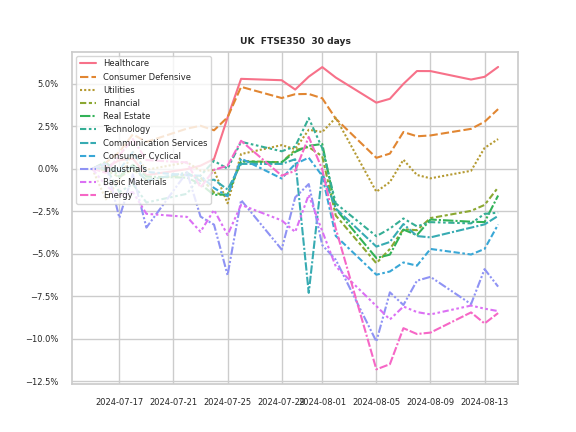 UK FTSE350 30 days
Healthcare
Consumer Defensive
Utilities
Financial
Real Estate
Technology
Communication Services
Consumer Cyclical
Industrials
Basic Materials
Energy
5.0%
2.5%
0.0%
−2.5%
−5.0%
−7.5%
−10.0%
−12.5%
2024-07-17 2024-07-21 2024-07-25 2024-07-29 2024-08-01 2024-08-05 2024-08-09 2024-08-13